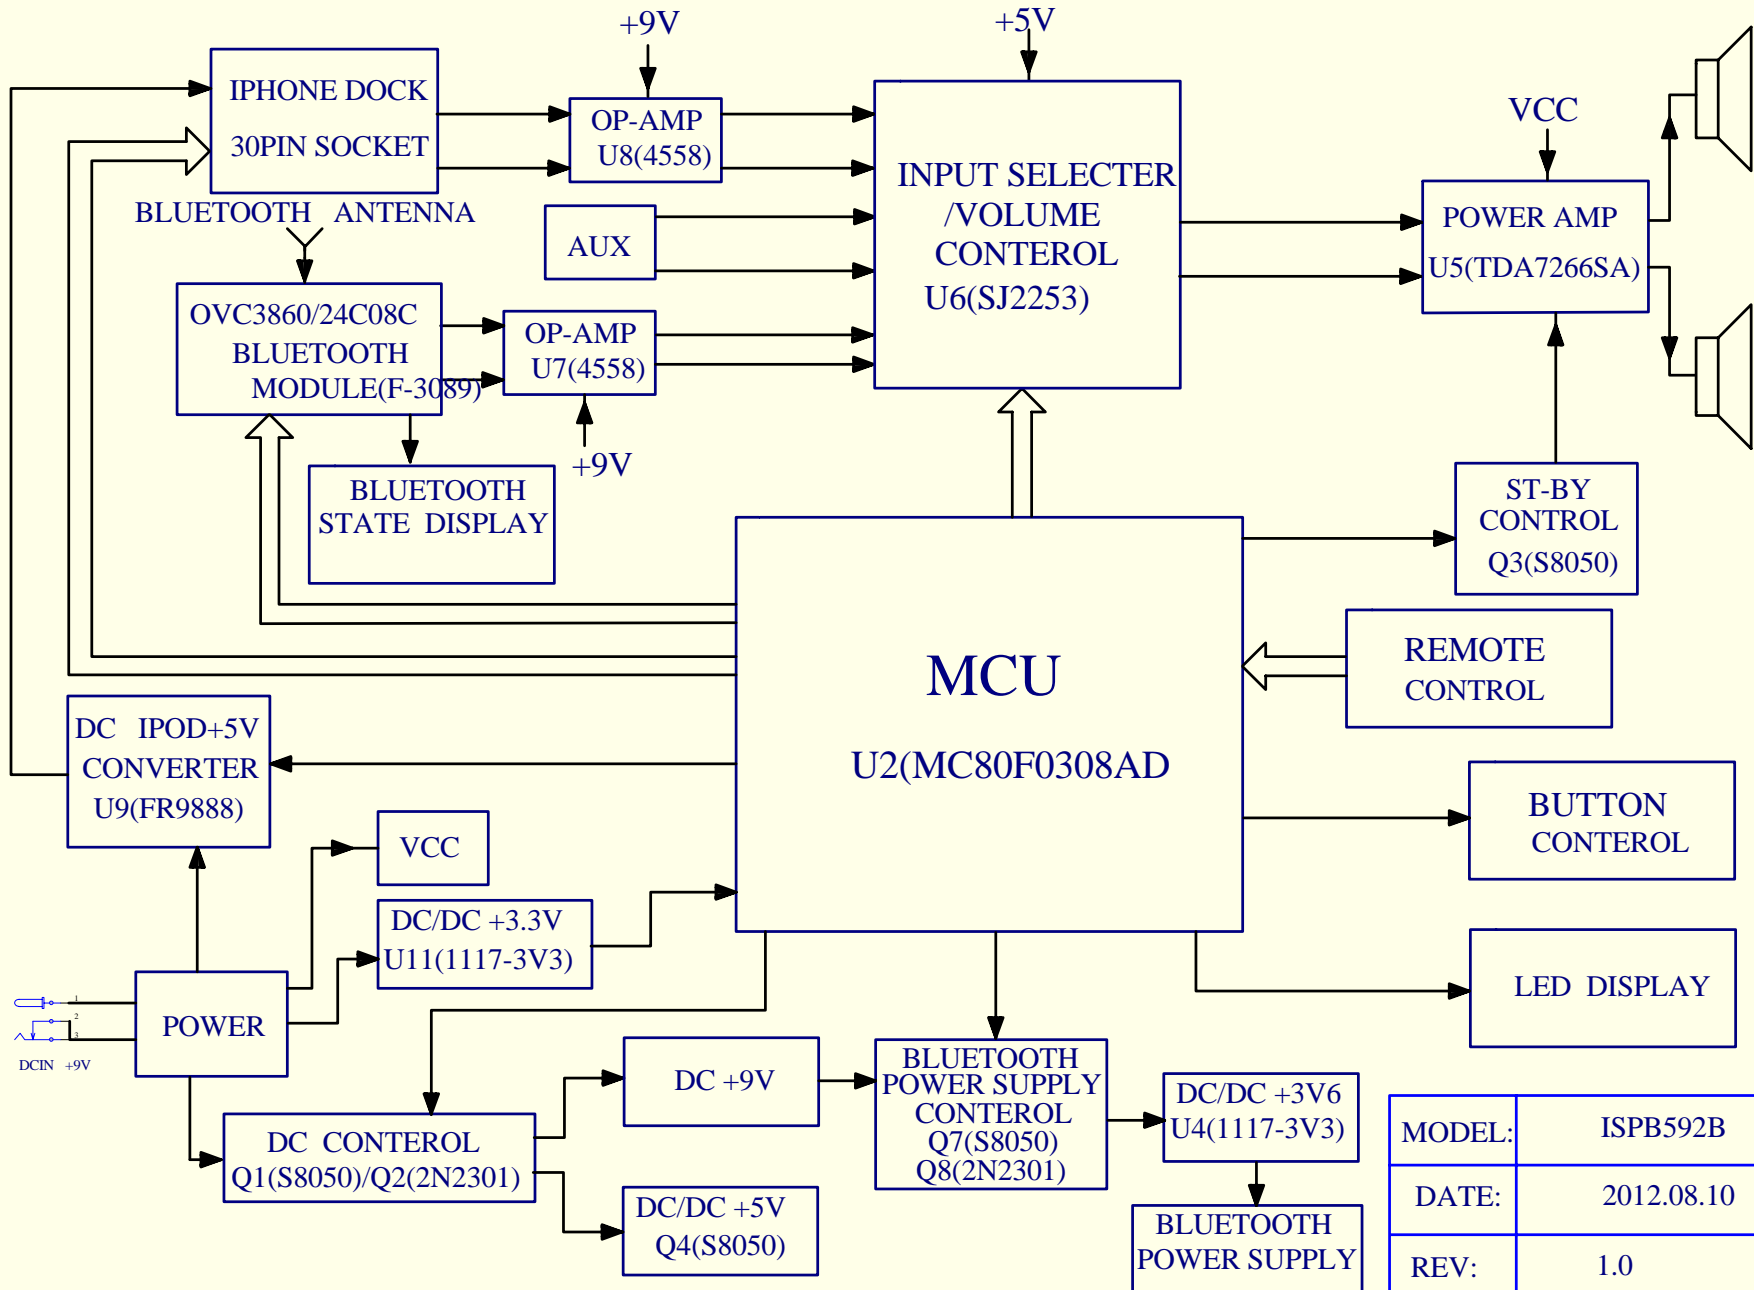 +9V
+5V
IPHONE DOCK
30PIN SOCKET
OP-AMP
U8(4558)
VCC
INPUT SELECTER
/VOLUME
CONTEROL
U6(SJ2253)
POWER AMP
U5(TDA7266SA)
BLUETOOTH ANTENNA
AUX
OVC3860/24C08C
BLUETOOTH
MODULE(F-3089)
OP-AMP
U7(4558)
+9V
BLUETOOTH
STATE DISPLAY
ST-BY
CONTROL
Q3(S8050)
MCU
U2(MC80F0308AD
REMOTE
CONTROL
DC IPOD+5V
CONVERTER
U9(FR9888)
BUTTON
CONTEROL
VCC
DC/DC +3.3V
U11(1117-3V3)
LED DISPLAY
1
2
3
DCIN +9V
POWER
DC +9V
BLUETOOTH
POWER SUPPLY
CONTEROL
Q7(S8050)
Q8(2N2301)
DC/DC +3V6
U4(1117-3V3)
DC CONTEROL
Q1(S8050)/Q2(2N2301)
DC/DC +5V
Q4(S8050)
BLUETOOTH
POWER SUPPLY
MODEL: ISPB592B
DATE: 2012.08.10
REV: 1.0